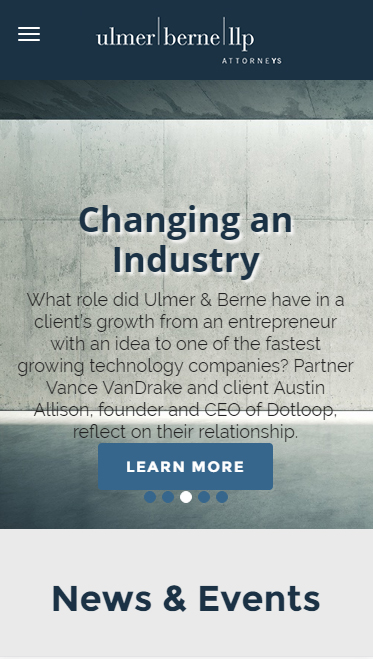 ulmer|berne|llp
ATTORNEYS
Changing an
Industry
What role did Ulmer & Berne have in a
client's growth from an entrepreneur
with an idea to one of the fastest
growing technology companies? Partner
Vance VanDrake and client Austin
Allison, founder and CEO of Dotloop,
reflect on their relationship.
LEARN MORE
News & Events